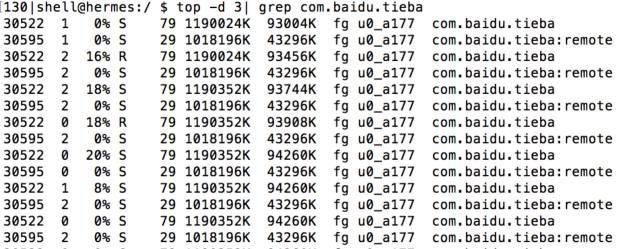 [130|shell@hermes:/ $ top -d 3| grep com.baidu.tieba
30522 1 0% S 79 1190024K 93004K fg u0_a177 com.baidu.tieba
30595 1 0% S 29 1018196K 43296K fg u0_a177 com.baidu.tieba:remote
30522 2 16% R 79 1190024K 93456K fg u0_a177 com.baidu.tieba
30595 2 0% S 29 1018196K 43296K fg u0_a177 com.baidu.tieba:remote
30522 2 18% S 79 1190352K 93744K fg u0_a177 com.baidu.tieba
30595 2 0% S 29 1018196K 43296K fg u0_a177 com.baidu.tieba:remote
30522 0 18% R 79 1190352K 93908K fg u0_a177 com.baidu.tieba
30595 2 0% S 29 1018196K 43296K fg u0_a177 com.baidu.tieba:remote
30522 0 20% S 79 1190352K 94260K fg u0_a177 com.baidu.tieba
30595 2 0% S 29 1018196K 43296K fg u0_a177 com.baidu.tieba:remote
30522 1 8% S 79 1190352K 94260K fg u0_a177 com.baidu.tieba
30595 2 0% S 29 1018196K 43296K fg u0_a177 com.baidu.tieba:remote
30522 0 0% S 79 1190352K 94260K fg u0_a177 com.baidu.tieba
30595 2 0% S 29 1018196K 43296K fg u0_a177 com.baidu.tieba:remote